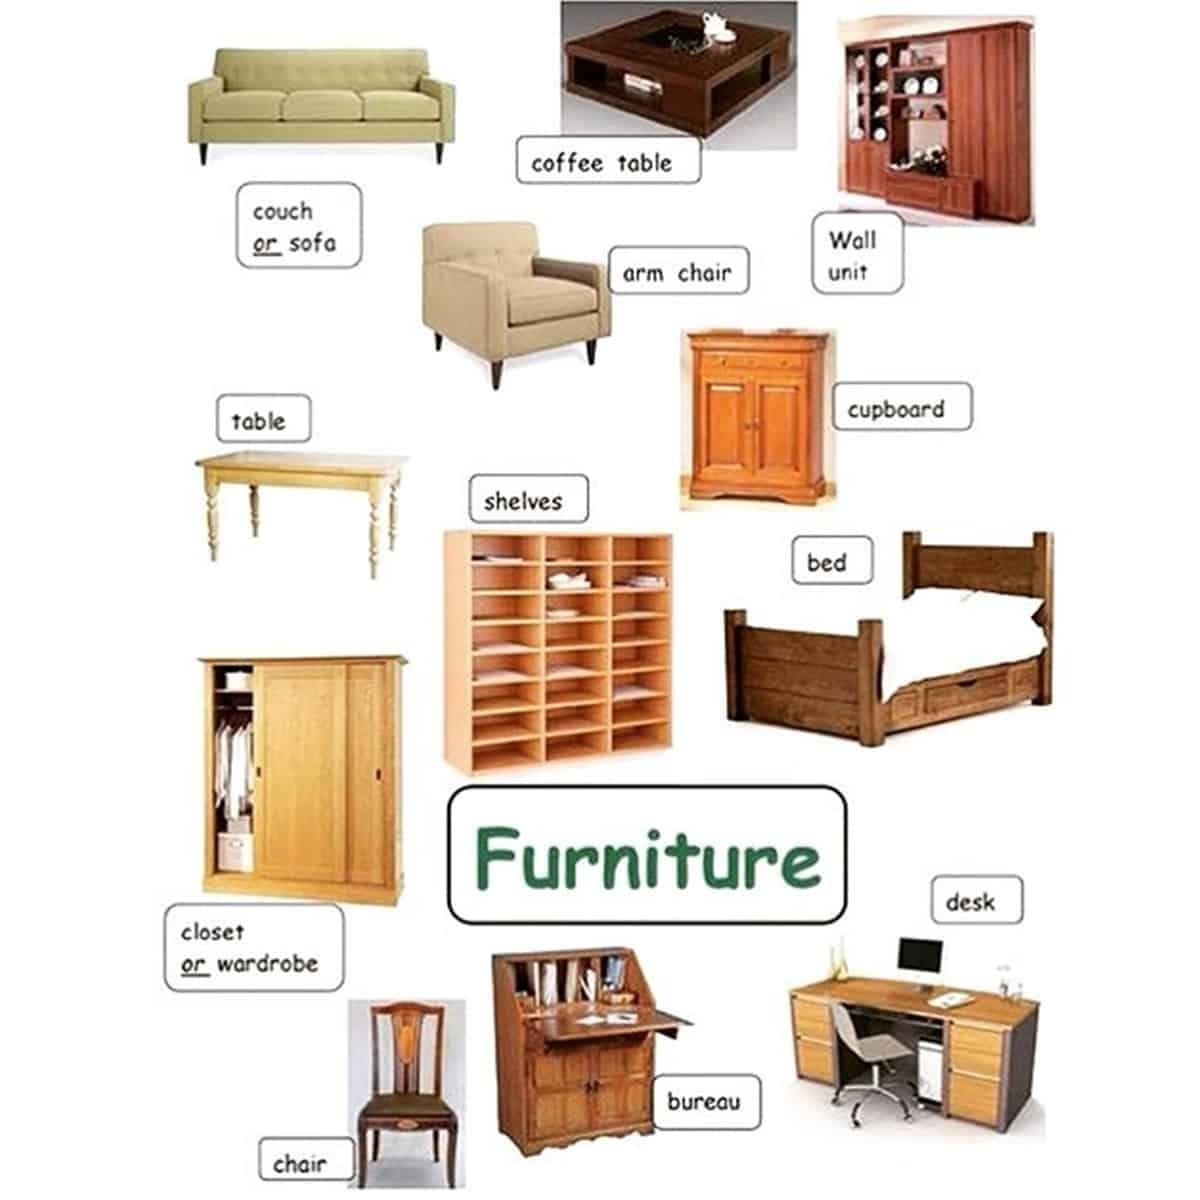 coffee table
couch
or sofa
Wall
unit
arm chair
cupboard
table
shelves
bed
Furniture
desk
closet
or wardrobe
bureau
chair